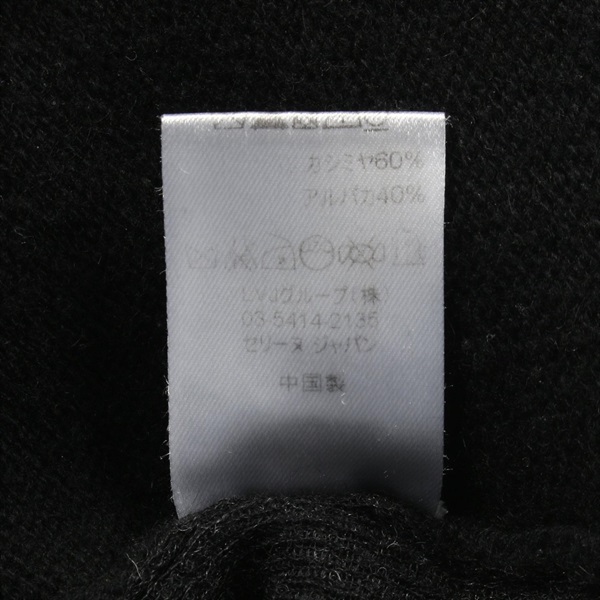 カシミヤ60%
アルパカ40%
LVJグループ(株)
03-5414-2135
セリーヌ ジャパン
中国製